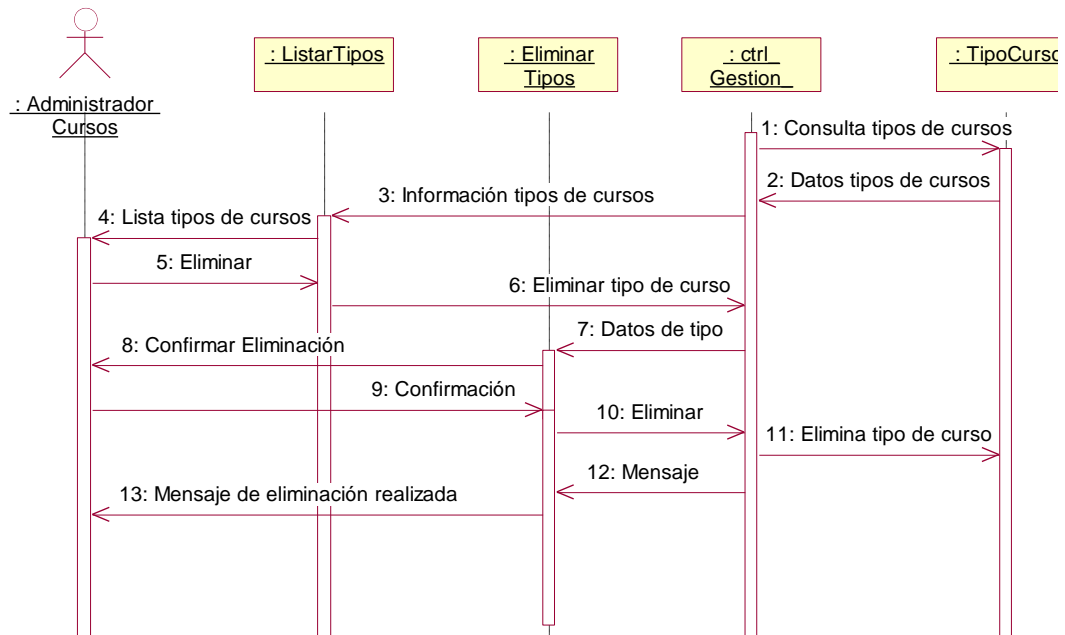 : Administrador
Cursos
: ListarTipos
: Eliminar
Tipos
: ctrl_
Gestion_
: TipoCurso
1: Consulta tipos de cursos
2: Datos tipos de cursos
3: Información tipos de cursos
4: Lista tipos de cursos
5: Eliminar
6: Eliminar tipo de curso
7: Datos de tipo
8: Confirmar Eliminación
9: Confirmación
10: Eliminar
11: Elimina tipo de curso
12: Mensaje
13: Mensaje de eliminación realizada